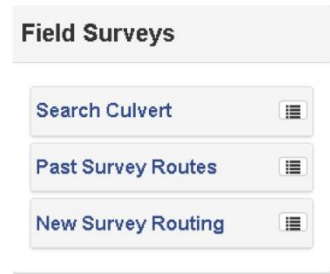 Field Surveys
Search Culvert
Past Survey Routes
New Survey Routing